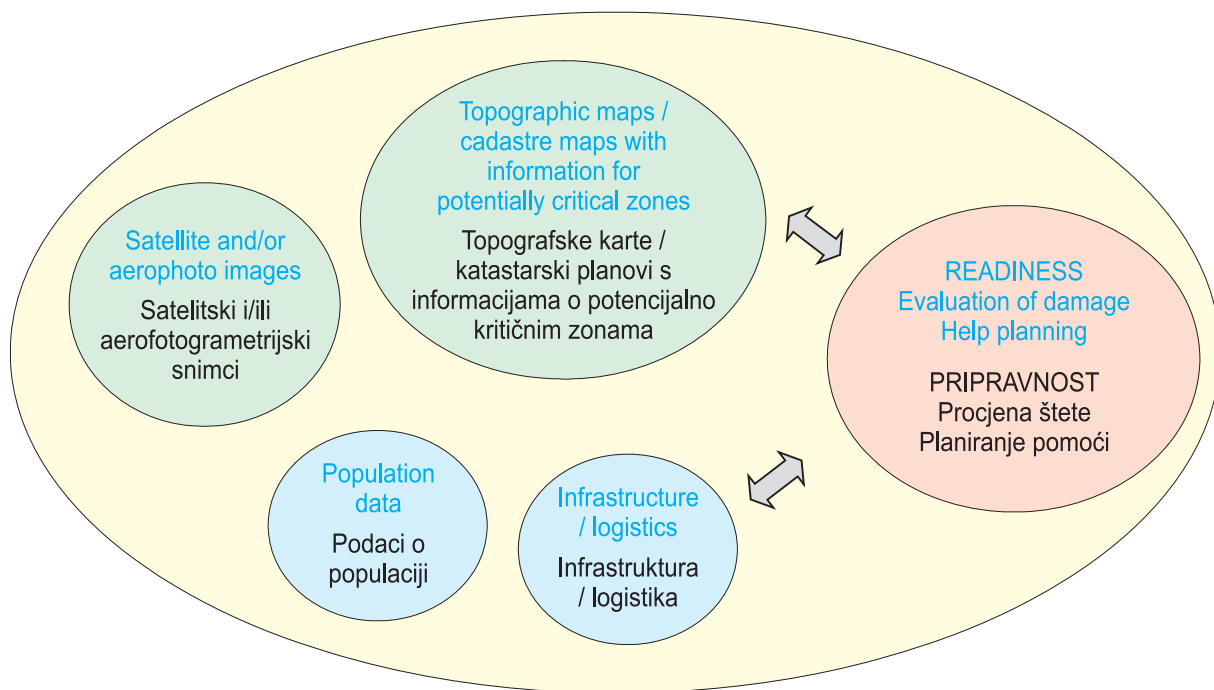 Topographic maps /
cadastre maps with
information for
potentially critical zones
Topografske karte /
katastarski planovi s
informacijama o potencijalno
kritičnim zonama
Satellite and/or
aerophoto images
Satelitski i/ili
aerofotogrametrijski
snimci
READINESS
Evaluation of damage
Help planning
PRIPRAVNOST
Procjena štete
Planiranje pomoći
Population
data
Podaci o
populaciji
Infrastructure
/ logistics
Infrastruktura
/ logistika